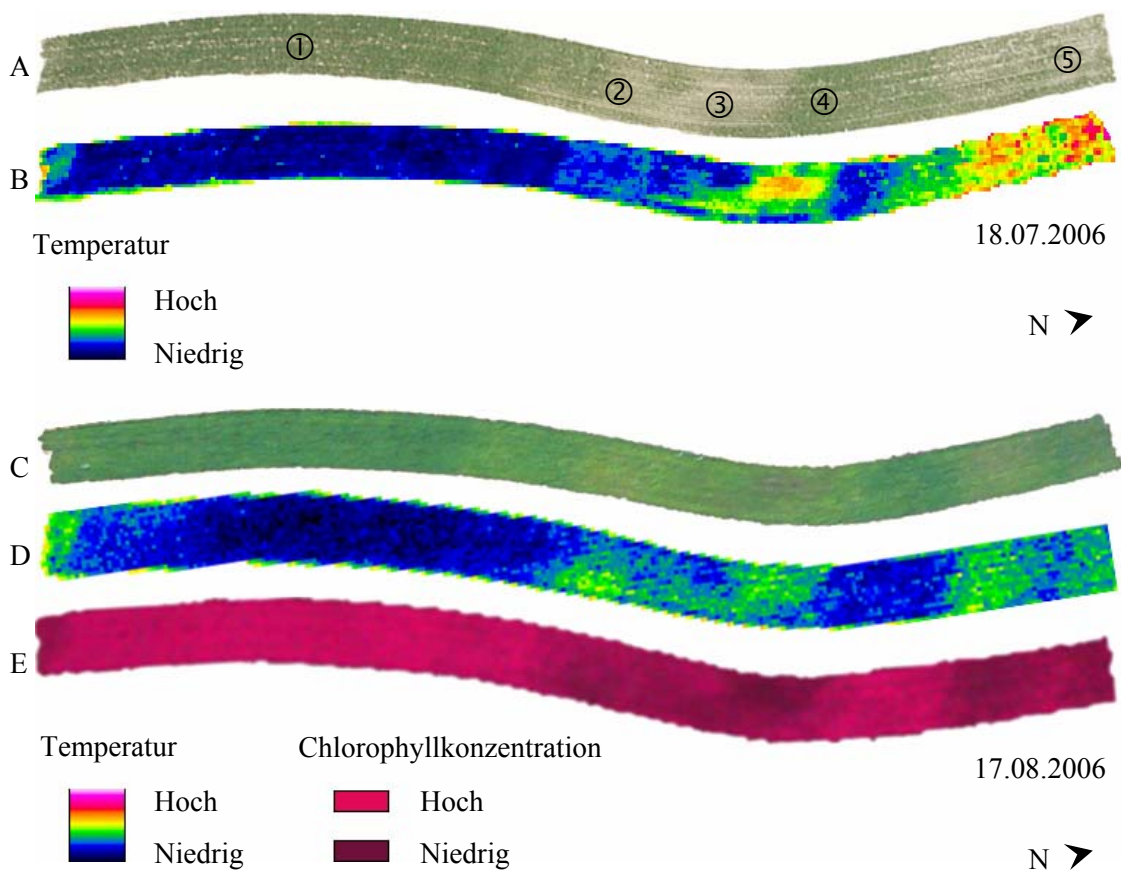 A
① ② ③ ④ ⑤
B
18.07.2006
Temperatur
Hoch
Niedrig
N
C
D
E
Temperatur Chlorophyllkonzentration
17.08.2006
Hoch Hoch
Niedrig Niedrig
N